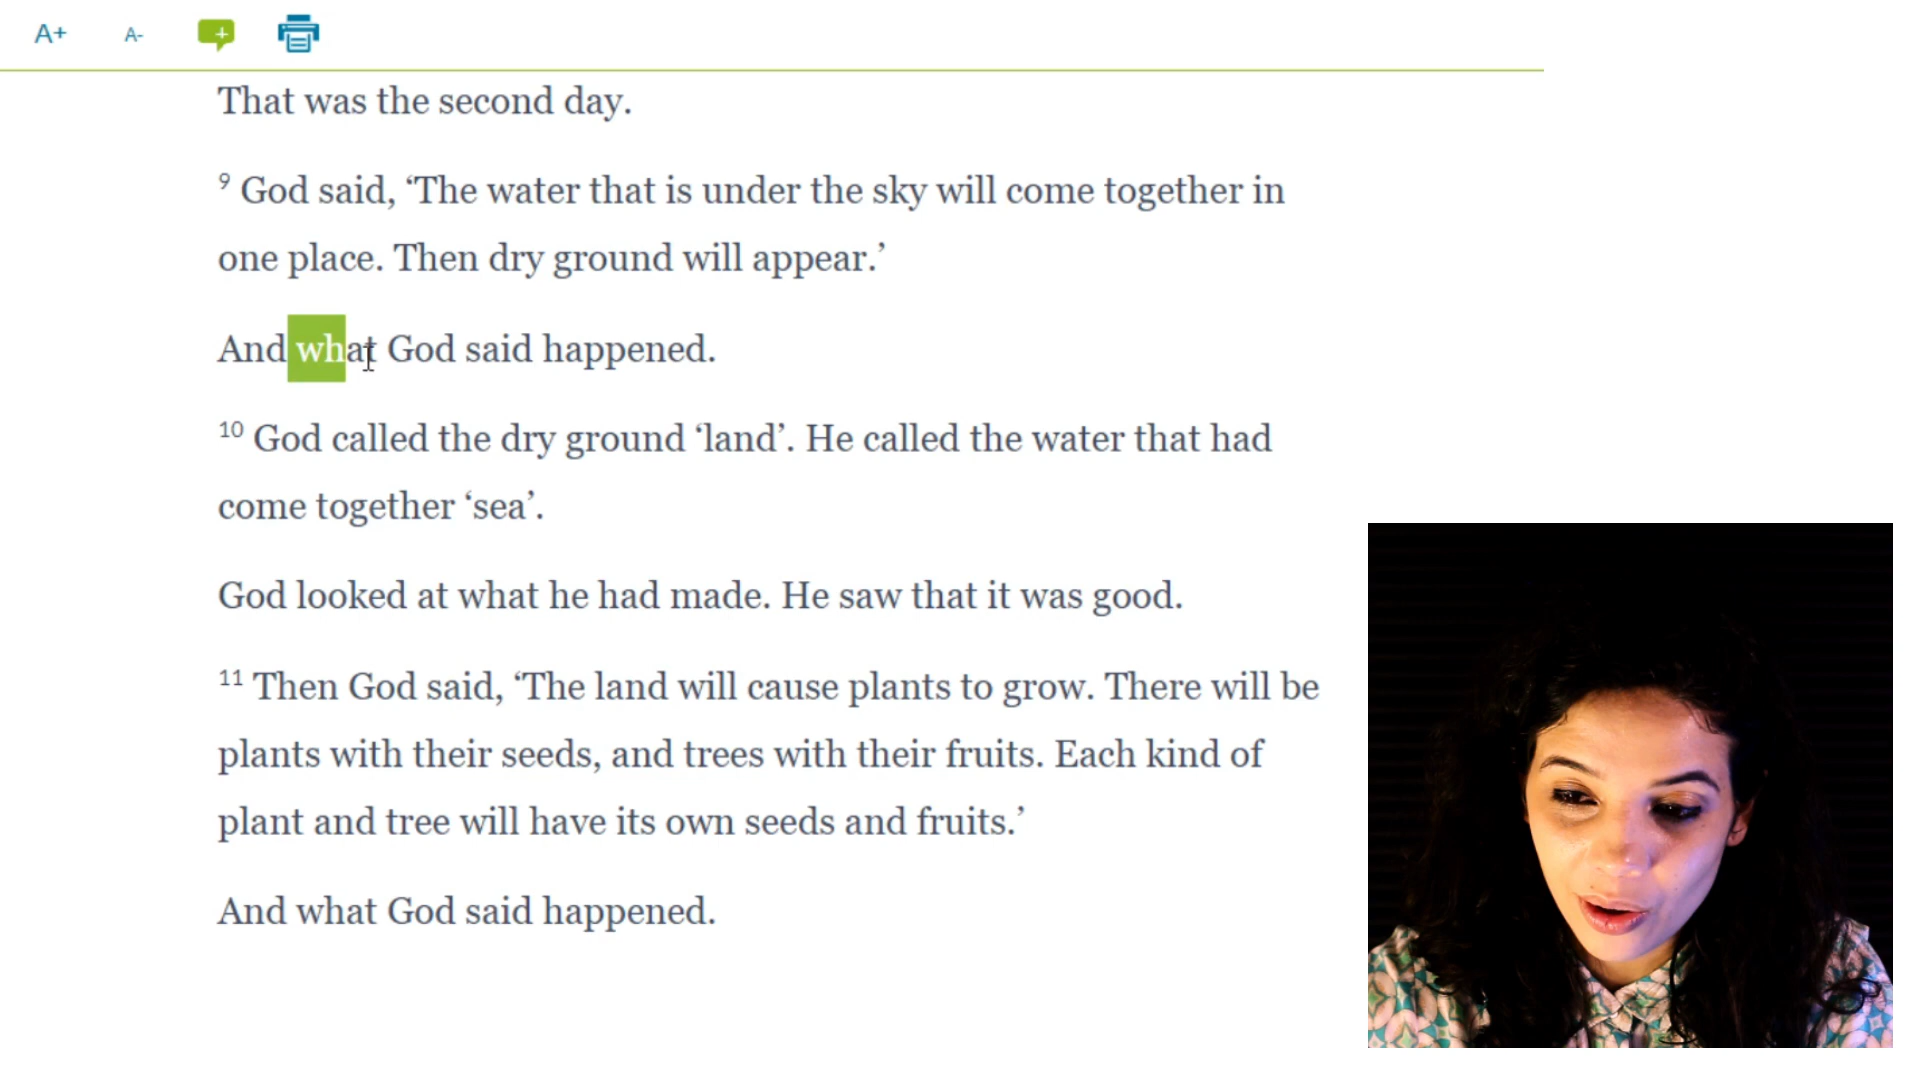 A+ A-
That was the second day.
9 God said, ‘The water that is under the sky will come together in
one place. Then dry ground will appear.’
And what God said happened.
10 God called the dry ground ‘land’. He called the water that had
come together ‘sea’.
God looked at what he had made. He saw that it was good.
11 Then God said, ‘The land will cause plants to grow. There will be
plants with their seeds, and trees with their fruits. Each kind of
plant and tree will have its own seeds and fruits.’
And what God said happened.